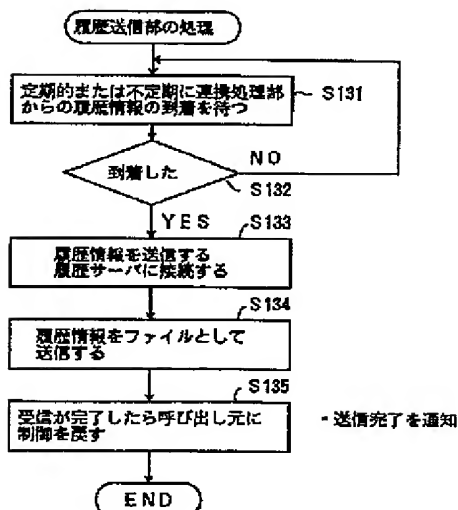 履歴送信部の処理
定期的または不定期に連携処理部
からの履歴情報の到着を待つ
S131
到着した
NO
S132
YES
S133
履歴情報を送信する
履歴サーバに接続する
S134
履歴情報をファイルとして
送信する
S135
受信が完了したら呼び出し元に
制御を戻す
・送信完了を通知
END